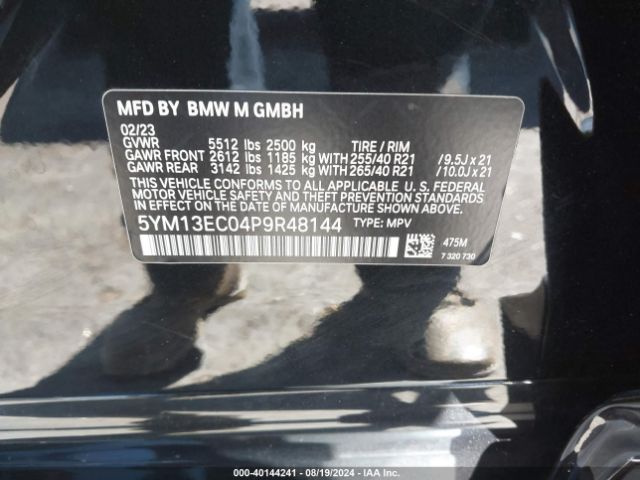 MFD BY BMW M GMBH
02/23
GVWR 5512 lbs 2500 kg TIRE / RIM
GAWR FRONT 2612 lbs 1185 kg WITH 255/40 R21 / 9.5J x 21
GAWR REAR 3142 lbs 1425 kg WITH 265/40 R21 / 10.0J x 21
THIS VEHICLE CONFORMS TO ALL APPLICABLE U. S. FEDERAL
MOTOR VEHICLE SAFETY STANDARDS IN EFFECT ON THE
DATE OF MANUFACTURE SHOWN ABOVE.
5YM13EC04P9R48144 TYPE: MPV
475M
7 320 730
000-40144241 - 08/19/2024 - IAA Inc.